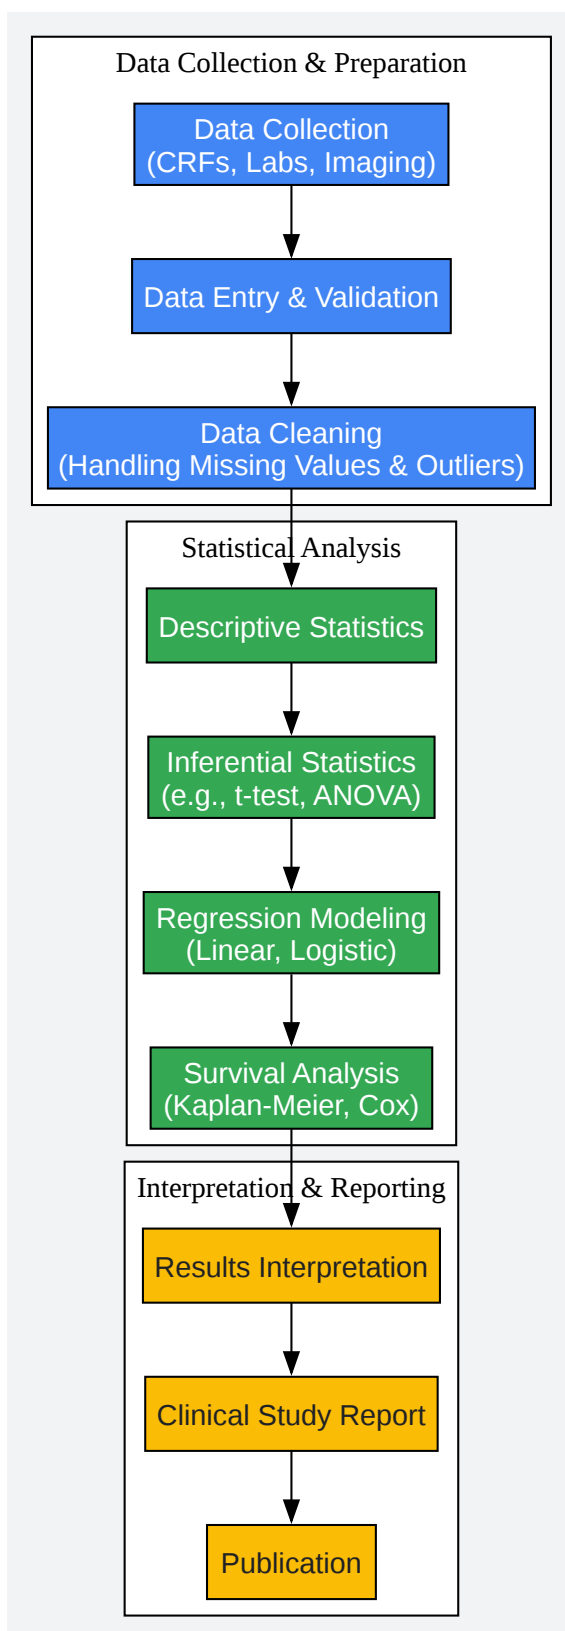 Data Collection & Preparation
Data Collection
(CRFs, Labs, Imaging)
Data Entry & Validation
Data Cleaning
(Handling Missing Values & Outliers)
Statistical Analysis
Descriptive Statistics
Inferential Statistics
(e.g., t-test, ANOVA)
Regression Modeling
(Linear, Logistic)
Survival Analysis
(Kaplan-Meier, Cox)
Interpretation & Reporting
Results Interpretation
Clinical Study Report
Publication